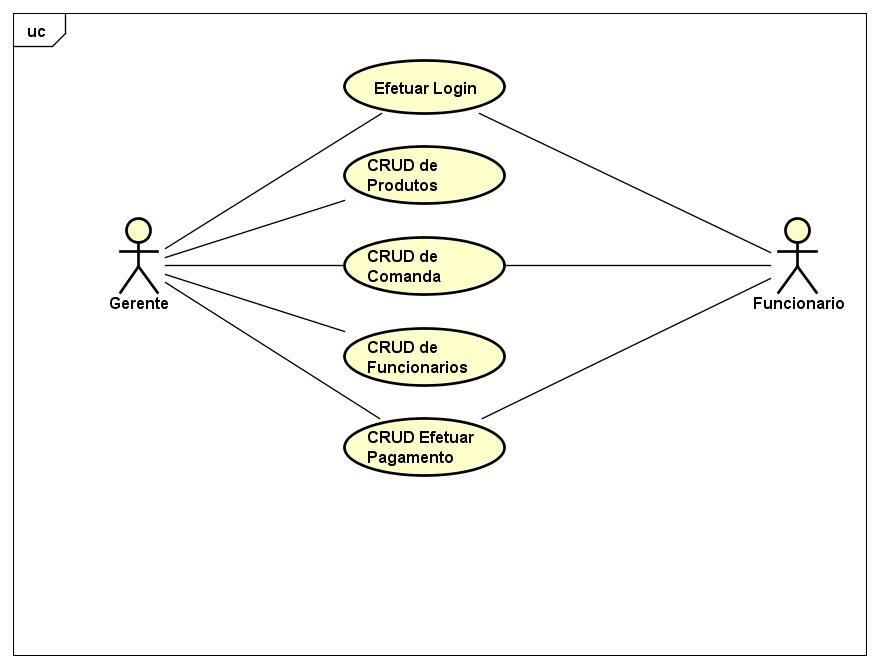 uc
Efetuar Login
CRUD de
Produtos
CRUD de
Comanda
Gerente
Funcionario
CRUD de
Funcionarios
CRUD Efetuar
Pagamento